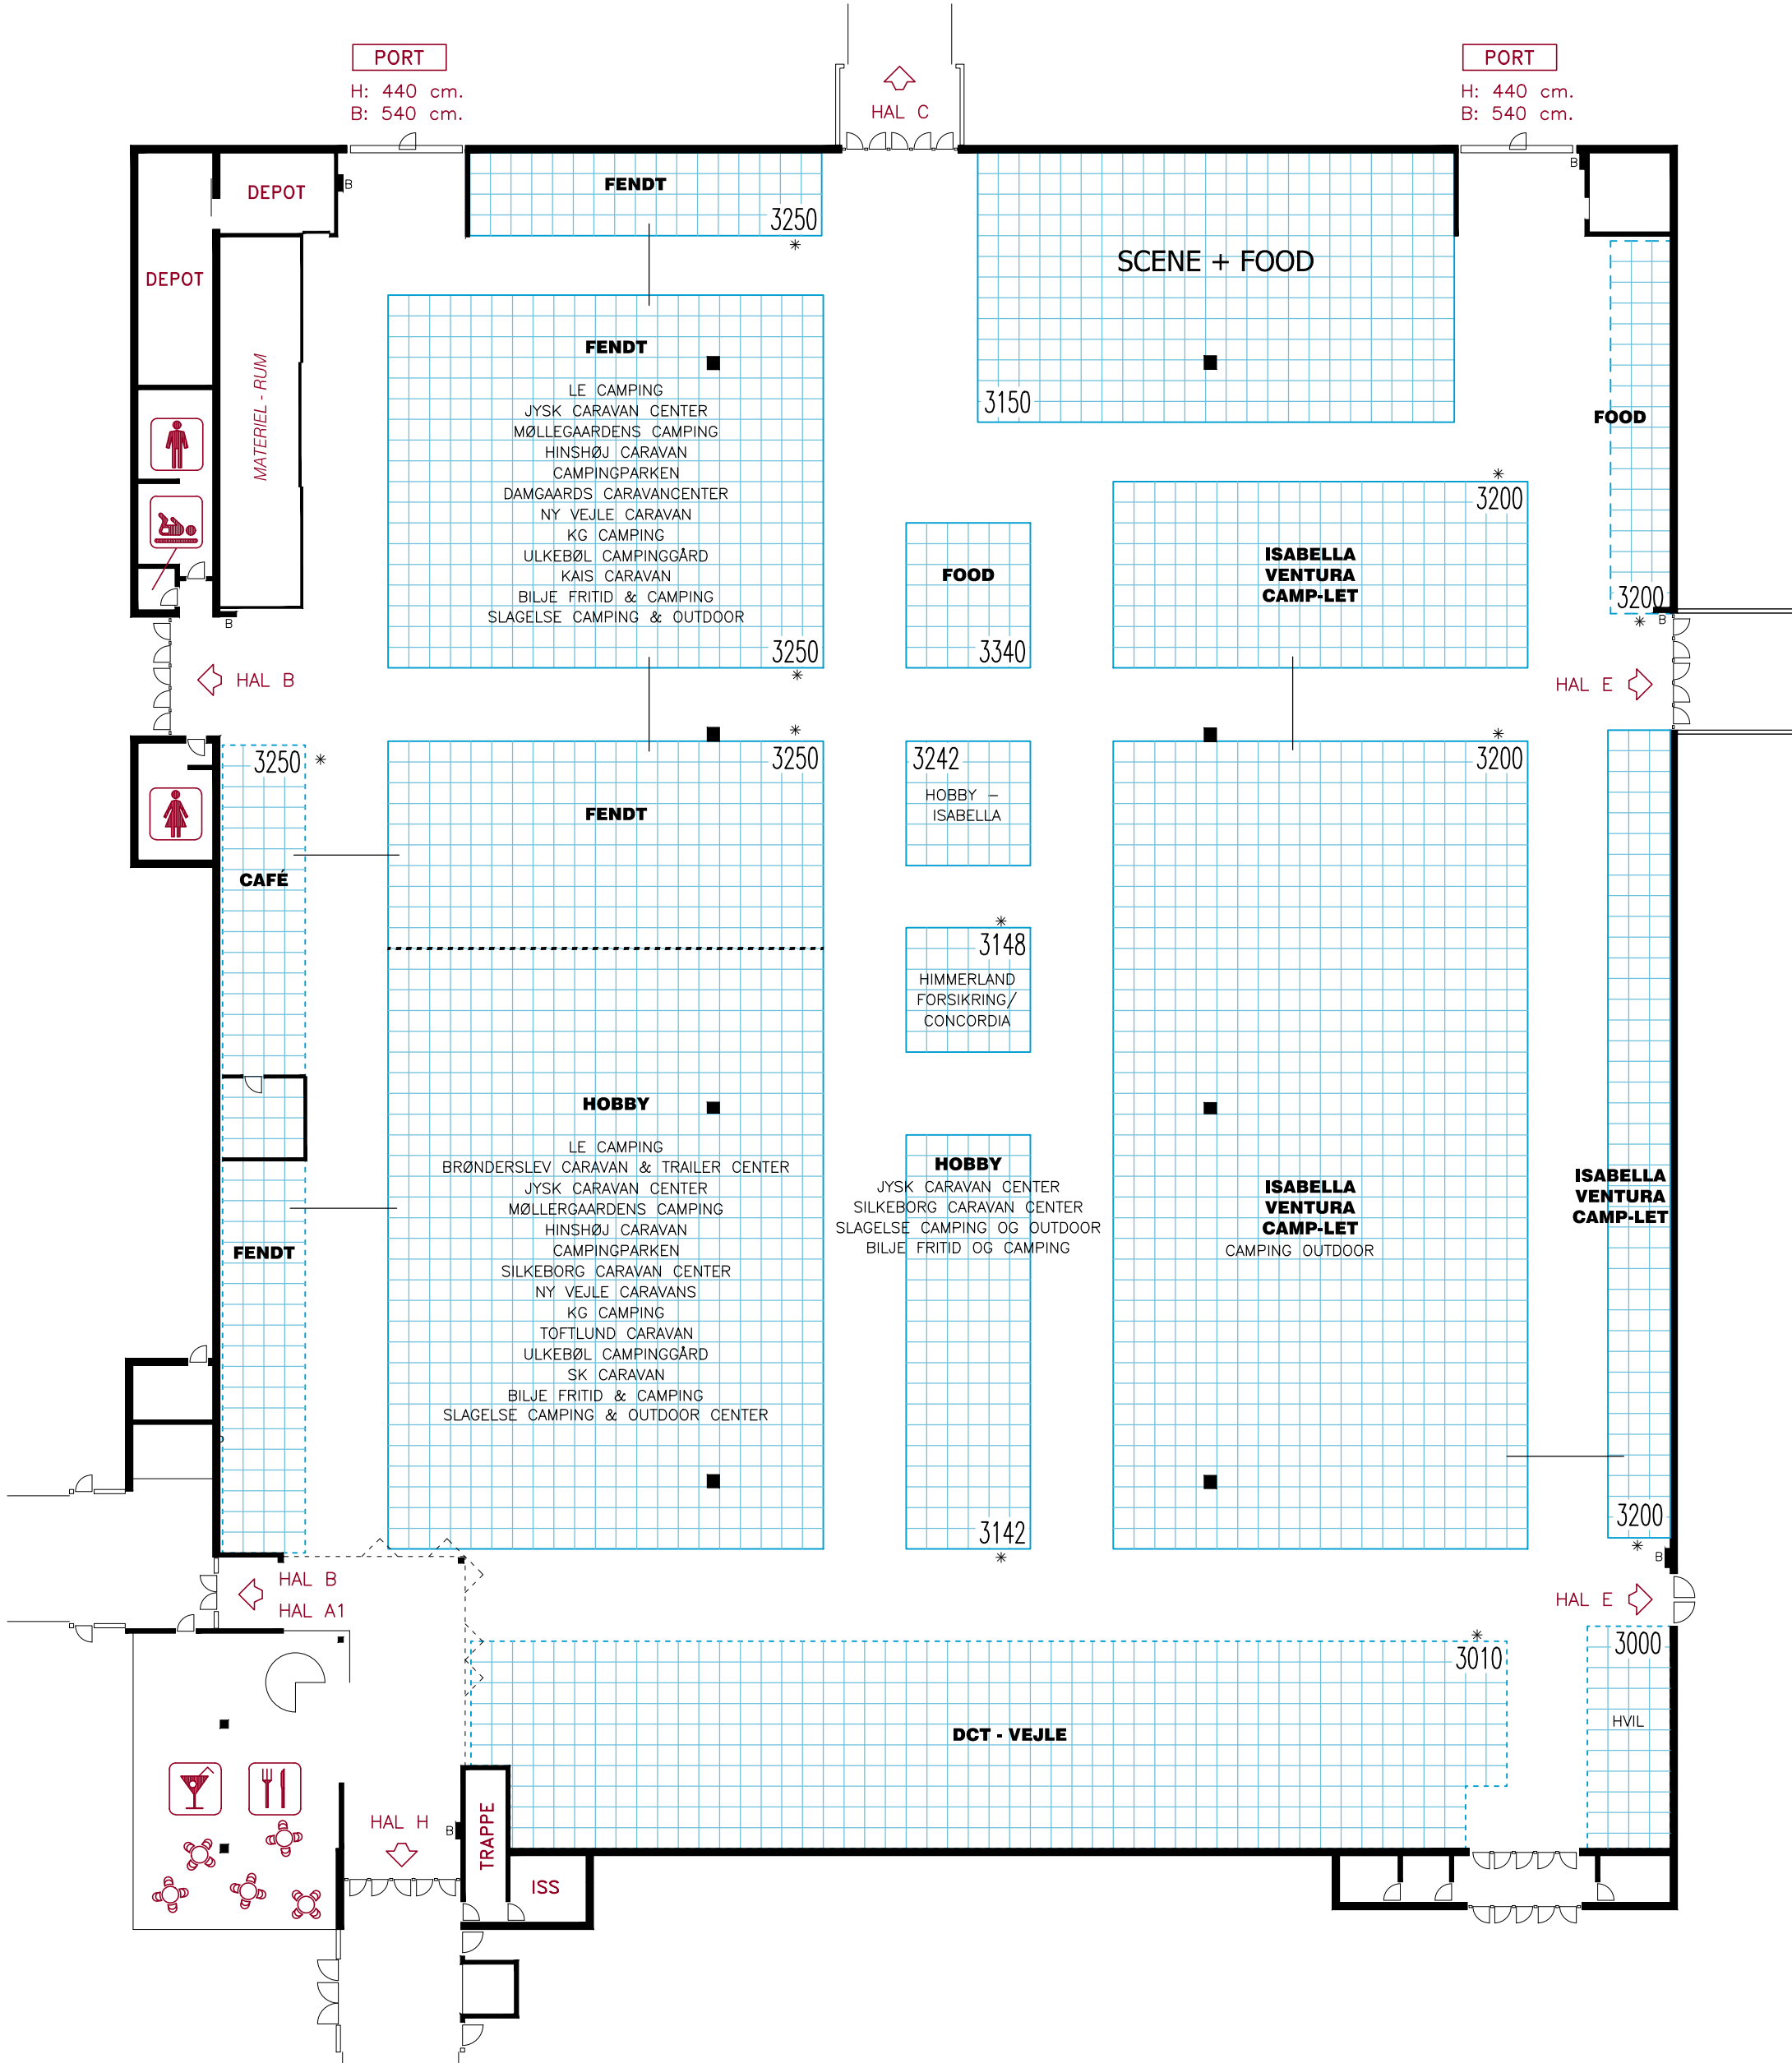 PORT
H: 440 cm.
B: 540 cm.
HAL C
PORT
H: 440 cm.
B: 540 cm.
DEPOT
B
FENDT
3250
*
B
DEPOT
SCENE + FOOD
3150
MATERIEL - RUM
FENDT
LE CAMPING
JYSK CARAVAN CENTER
MØLLEGAARDENS CAMPING
HINSHØJ CARAVAN
CAMPINGPARKEN
DAMGAARDS CARAVANCENTER
NY VEJLE CARAVAN
KG CAMPING
ULKEBØL CAMPINGGÅRD
KAIS CARAVAN
BILJE FRITID & CAMPING
SLAGELSE CAMPING & OUTDOOR
3250
*
FOOD
3200
*
B
*
3200
ISABELLA
VENTURA
CAMP-LET
FOOD
3340
B
HAL B
HAL E
3250
*
CAFÉ
*
3250
FENDT
3242
HOBBY –
ISABELLA
*
3200
*
3148
HIMMERLAND
FORSIKRING/
CONCORDIA
HOBBY
LE CAMPING
BRØNDERSLEV CARAVAN & TRAILER CENTER
JYSK CARAVAN CENTER
MØLLERGAARDENS CAMPING
HINSHØJ CARAVAN
CAMPINGPARKEN
SILKEBORG CARAVAN CENTER
NY VEJLE CARAVANS
KG CAMPING
TOFTLUND CARAVAN
ULKEBØL CAMPINGGÅRD
SK CARAVAN
BILJE FRITID & CAMPING
SLAGELSE CAMPING & OUTDOOR CENTER
HOBBY
JYSK CARAVAN CENTER
SILKEBORG CARAVAN CENTER
SLAGELSE CAMPING OG OUTDOOR
BILJE FRITID OG CAMPING
3142
*
ISABELLA
VENTURA
CAMP-LET
CAMPING OUTDOOR
ISABELLA
VENTURA
CAMP-LET
3200
*
B
FENDT
HAL B
HAL A1
HAL E
*
3010
3000
DCT - VEJLE
HVIL
HAL H
B
TRAPPE
ISS